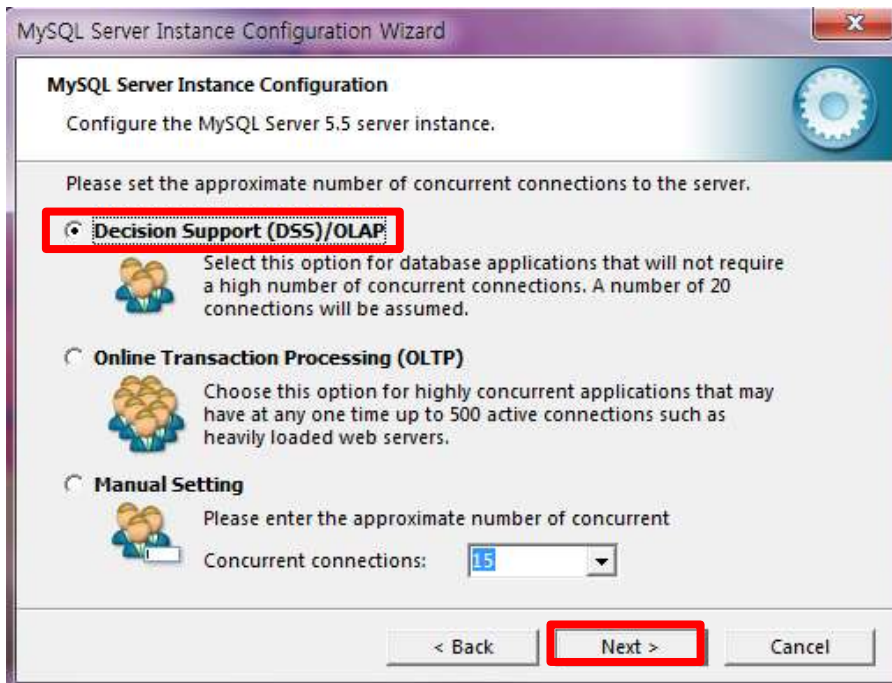 MySQL Server Instance Configuration Wizard
MySQL Server Instance Configuration
Configure the MySQL Server 5.5 server instance.
Please set the approximate number of concurrent connections to the server.
Decision Support (DSS)/OLAP
Select this option for database applications that will not require
a high number of concurrent connections. A number of 20
connections will be assumed.
Online Transaction Processing (OLTP)
Choose this option for highly concurrent applications that may
have at any one time up to 500 active connections such as
heavily loaded web servers.
Manual Setting
Please enter the approximate number of concurrent
Concurrent connections: 15
< Back Next > Cancel